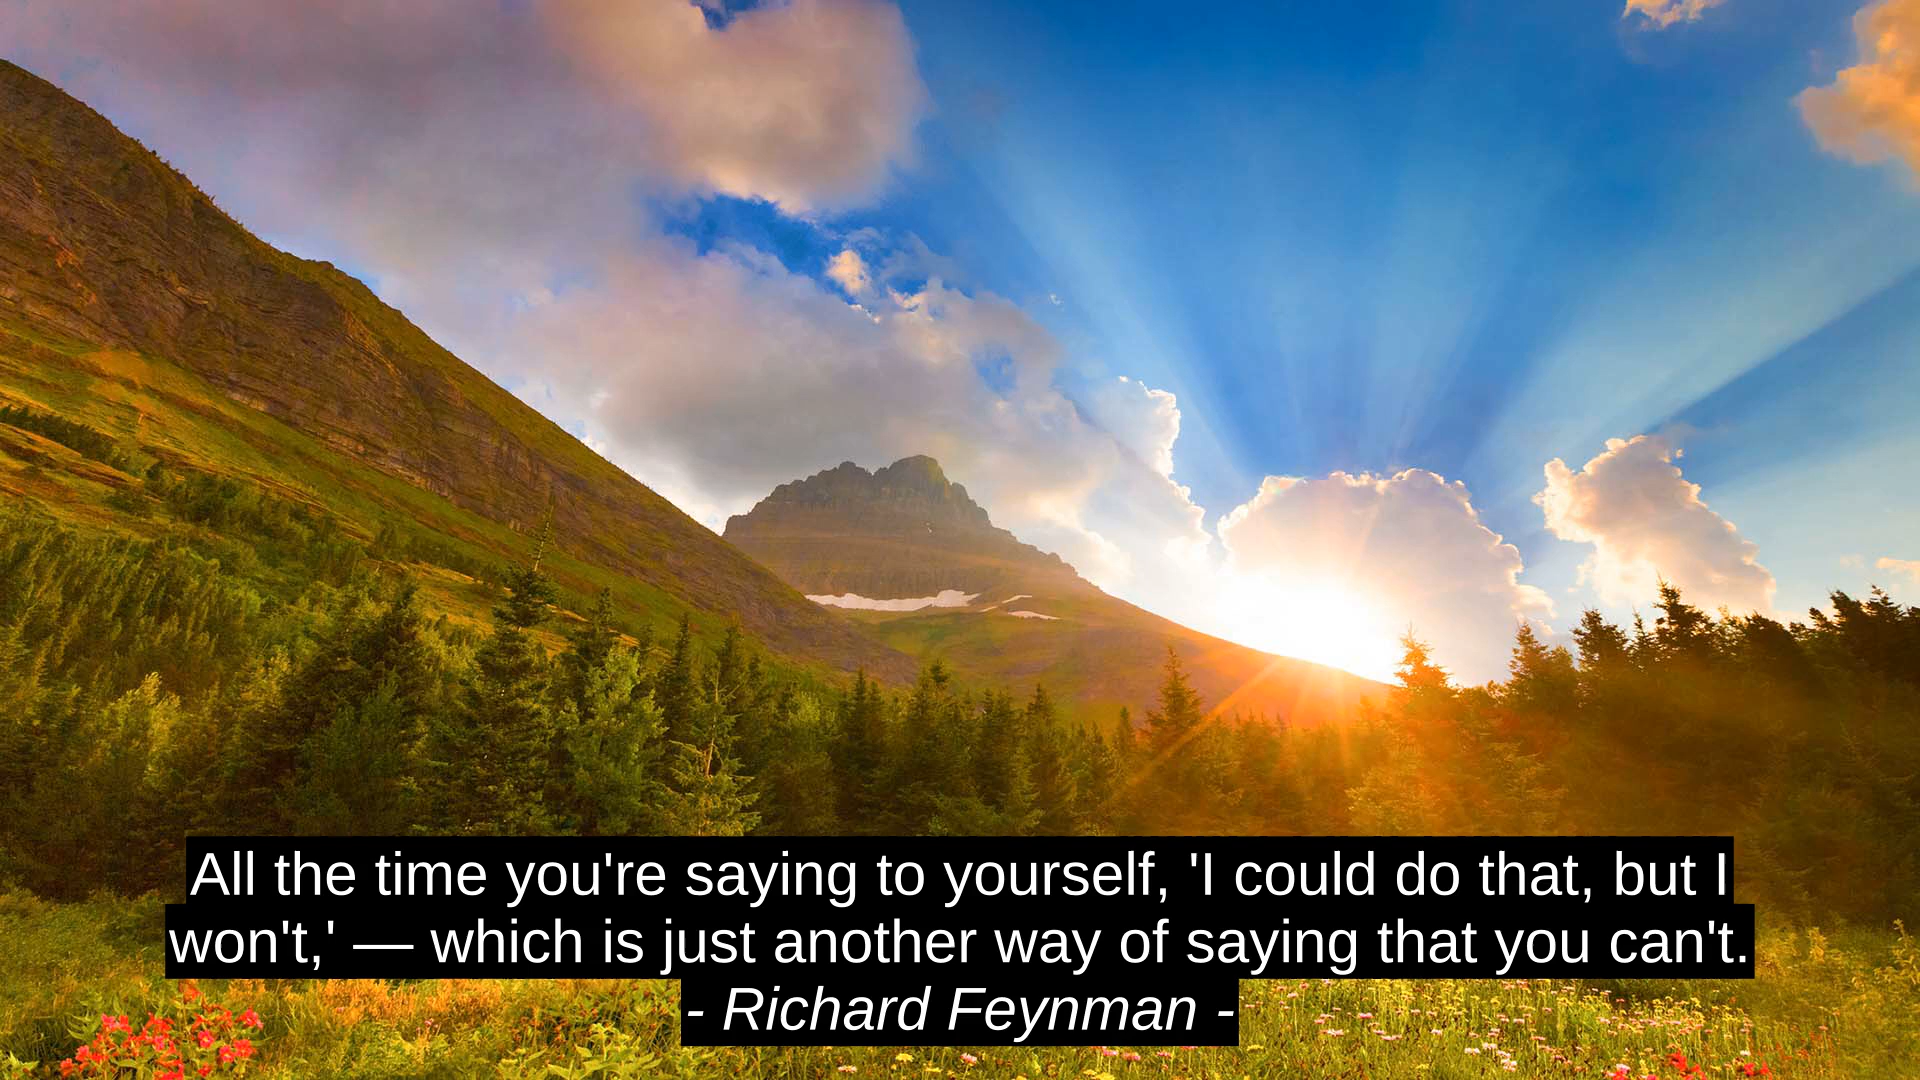 All the time you're saying to yourself, 'I could do that, but I
won't,' — which is just another way of saying that you can't.
- Richard Feynman -